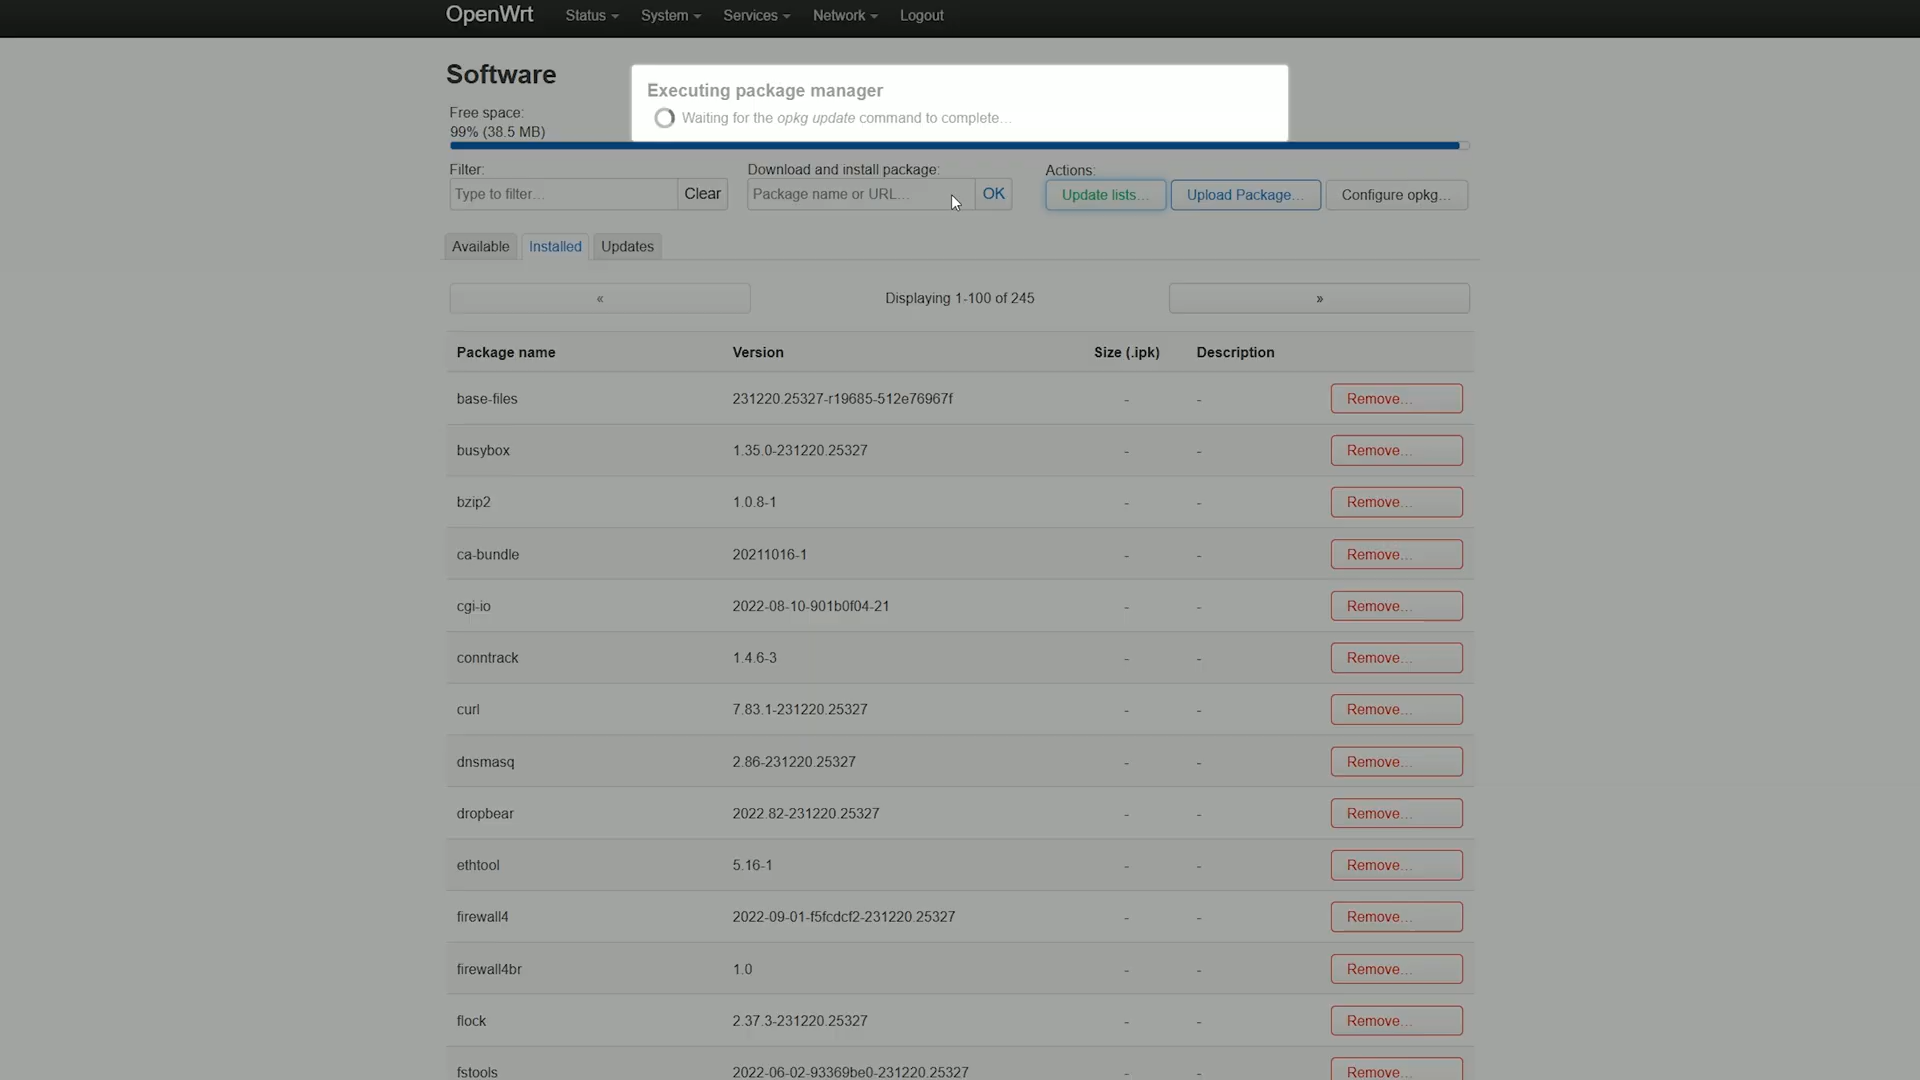 OpenWrt Status System Services Network Logout
Software
Executing package manager
Waiting for the opkg update command to complete...
Free space:
99% (38.5 MB)
Filter: Download and install package: Actions:
Type to filter... Clear Package name or URL... OK Update lists... Upload Package... Configure opkg...
Available Installed Updates
« Displaying 1-100 of 245 »
Package name Version Size (.ipk) Description
base-files 231220.25327-r19685-512e76967f - - Remove...
busybox 1.35.0-231220.25327 - - Remove...
bzip2 1.0.8-1 - - Remove...
ca-bundle 20211016-1 - - Remove...
cgi-io 2022-08-10-901b0f04-21 - - Remove...
conntrack 1.4.6-3 - - Remove...
curl 7.83.1-231220.25327 - - Remove...
dnsmasq 2.86-231220.25327 - - Remove...
dropbear 2022.82-231220.25327 - - Remove...
ethtool 5.16-1 - - Remove...
firewall4 2022-09-01-f5fcdcf2-231220.25327 - - Remove...
firewall4br 1.0 - - Remove...
flock 2.37.3-231220.25327 - - Remove...
fstools 2022-06-02-93369be0-231220.25327 - - Remove...